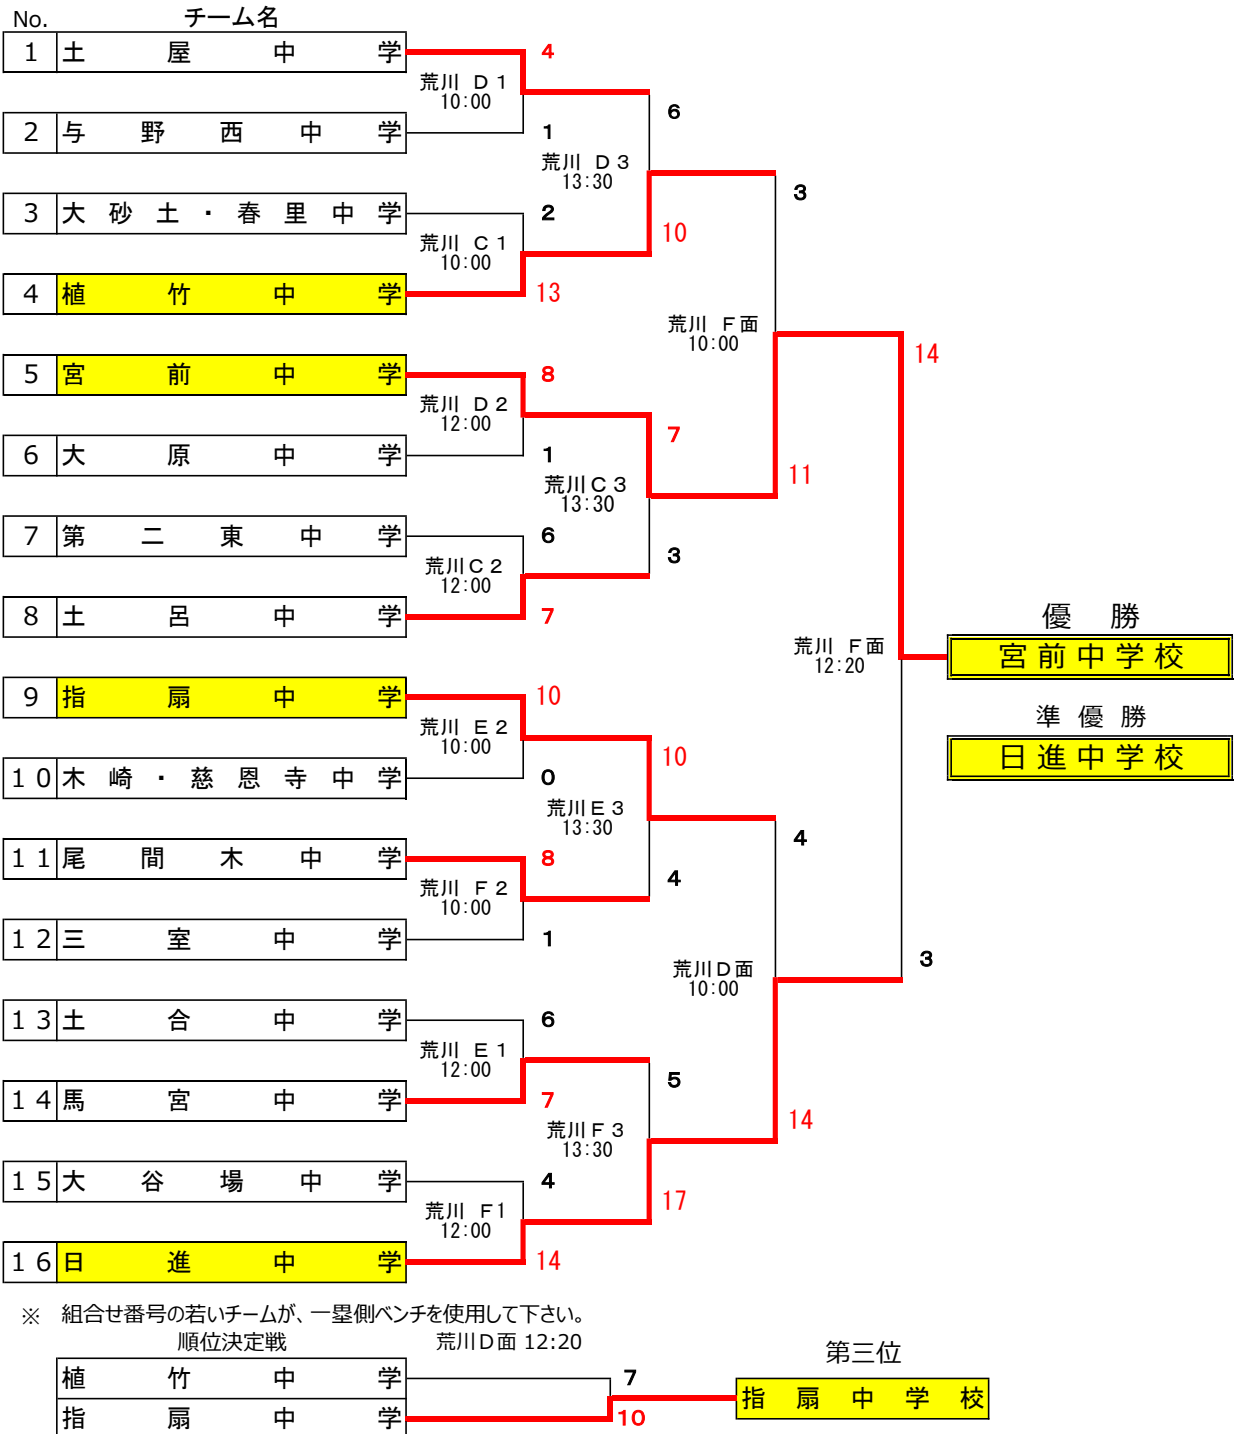 No. チーム名
1 土屋中学 4
荒川 D1
10:00
6
2 与野西中学 1
荒川 D3
13:30
3
3 大砂土・春里中学 2
10
荒川 C1
10:00
4 植竹中学 13
荒川 F面
10:00
14
5 宮前中学 8
荒川 D2
12:00
7
6 大原中学 1
11
荒川C3
13:30
7 第二東中学 6
3
荒川C2
12:00
8 土呂中学 7
優勝
荒川 F面
12:20
宮前中学校
9 指扇中学 10
準優勝
荒川 E2
10:00
10
日進中学校
10 木崎・慈恩寺中学 0
荒川E3
13:30
4
11 尾間木中学 8
4
荒川 F2
10:00
12 三室中学 1
3
荒川D面
10:00
13 土合中学 6
荒川 E1
12:00
5
14 馬宮中学 7
14
荒川F3
13:30
15 大谷場中学 4
17
荒川 F1
12:00
16 日進中学 14
※ 組合せ番号の若いチームが、一塁側ベンチを使用して下さい。
順位決定戦 荒川D面 12:20
第三位
植竹中学 7
指扇中学校
指扇中学 10